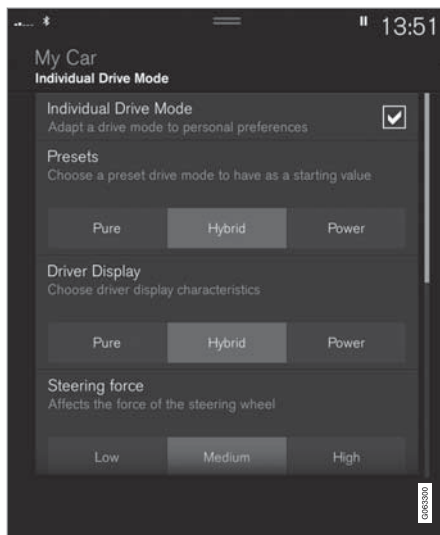 13:51
My Car
Individual Drive Mode
Individual Drive Mode
Adapt a drive mode to personal preferences
Presets
Choose a preset drive mode to have as a starting value
Pure Hybrid Power
Driver Display
Choose driver display characteristics
Pure Hybrid Power
Steering force
Affects the force of the steering wheel
Low Medium High
G063300